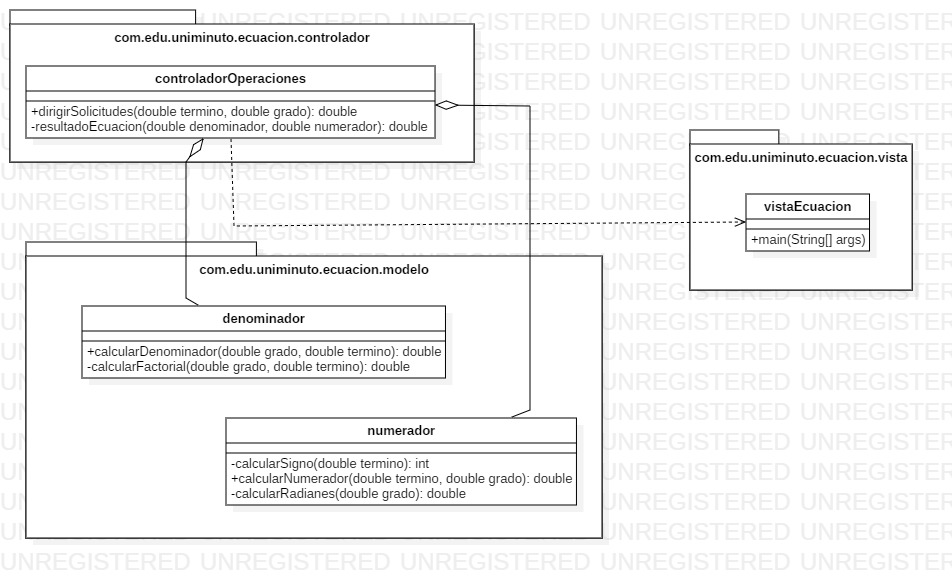 com.edu.uniminuto.ecuacion.controlador
controladorOperaciones
+dirigirSolicitudes(double termino, double grado): double
-resultadoEcuacion(double denominador, double numerador): double
com.edu.uniminuto.ecuacion.vista
vistaEcuacion
+main(String[] args)
com.edu.uniminuto.ecuacion.modelo
denominador
+calcularDenominador(double grado, double termino): double
-calcularFactorial(double grado, double termino): double
numerador
-calcularSigno(double termino): int
+calcularNumerador(double termino, double grado): double
-calcularRadianes(double grado): double
UNREGISTERED